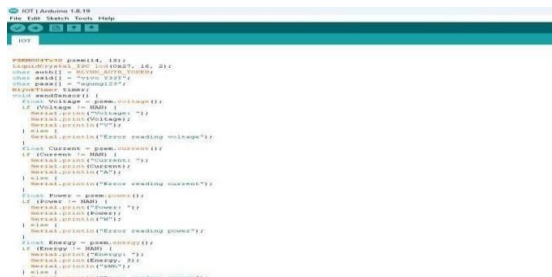 IOT | Arduino 1.8.19
File Edit Sketch Tools Help
IOT
PZEM004Tv30 pzem(14, 13);
LiquidCrystal_I2C lcd(0x27, 16, 2);
char auth[] = BLYNK_AUTH_TOKEN;
char ssid[] = "vivo Y33T";
char pass[] = "agung123";
BlynkTimer timer;
void sendSensor() {
float Voltage = pzem.voltage();
if (Voltage != NAN) {
Serial.print("Voltage: ");
Serial.print(Voltage);
Serial.println("V");
} else {
Serial.println("Error reading voltage");
}
float Current = pzem.current();
if (Current != NAN) {
Serial.print("Current: ");
Serial.print(Current);
Serial.println("A");
} else {
Serial.println("Error reading current");
}
float Power = pzem.power();
if (Power != NAN) {
Serial.print("Power: ");
Serial.print(Power);
Serial.println("W");
} else {
Serial.println("Error reading power");
}
float Energy = pzem.energy();
if (Energy != NAN) {
Serial.print("Energy: ");
Serial.print(Energy, 3);
Serial.println("kWh");
} else {